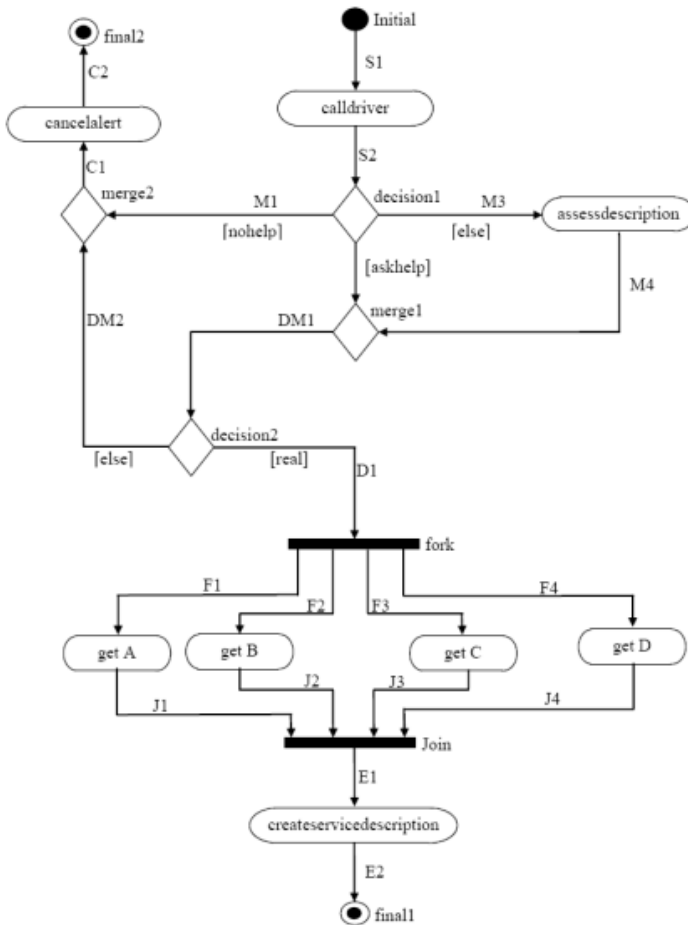 Initial
final2
S1
C2
calldriver
cancelalert
S2
C1
merge2
M1
decision1
M3
[nohelp]
[else]
assessdescription
[askhelp]
M4
DM2
DM1
merge1
decision2
[else]
[real]
D1
fork
F1
F2
F3
F4
get A
get B
get C
get D
J1
J2
J3
J4
Join
E1
createservicedescription
E2
final1